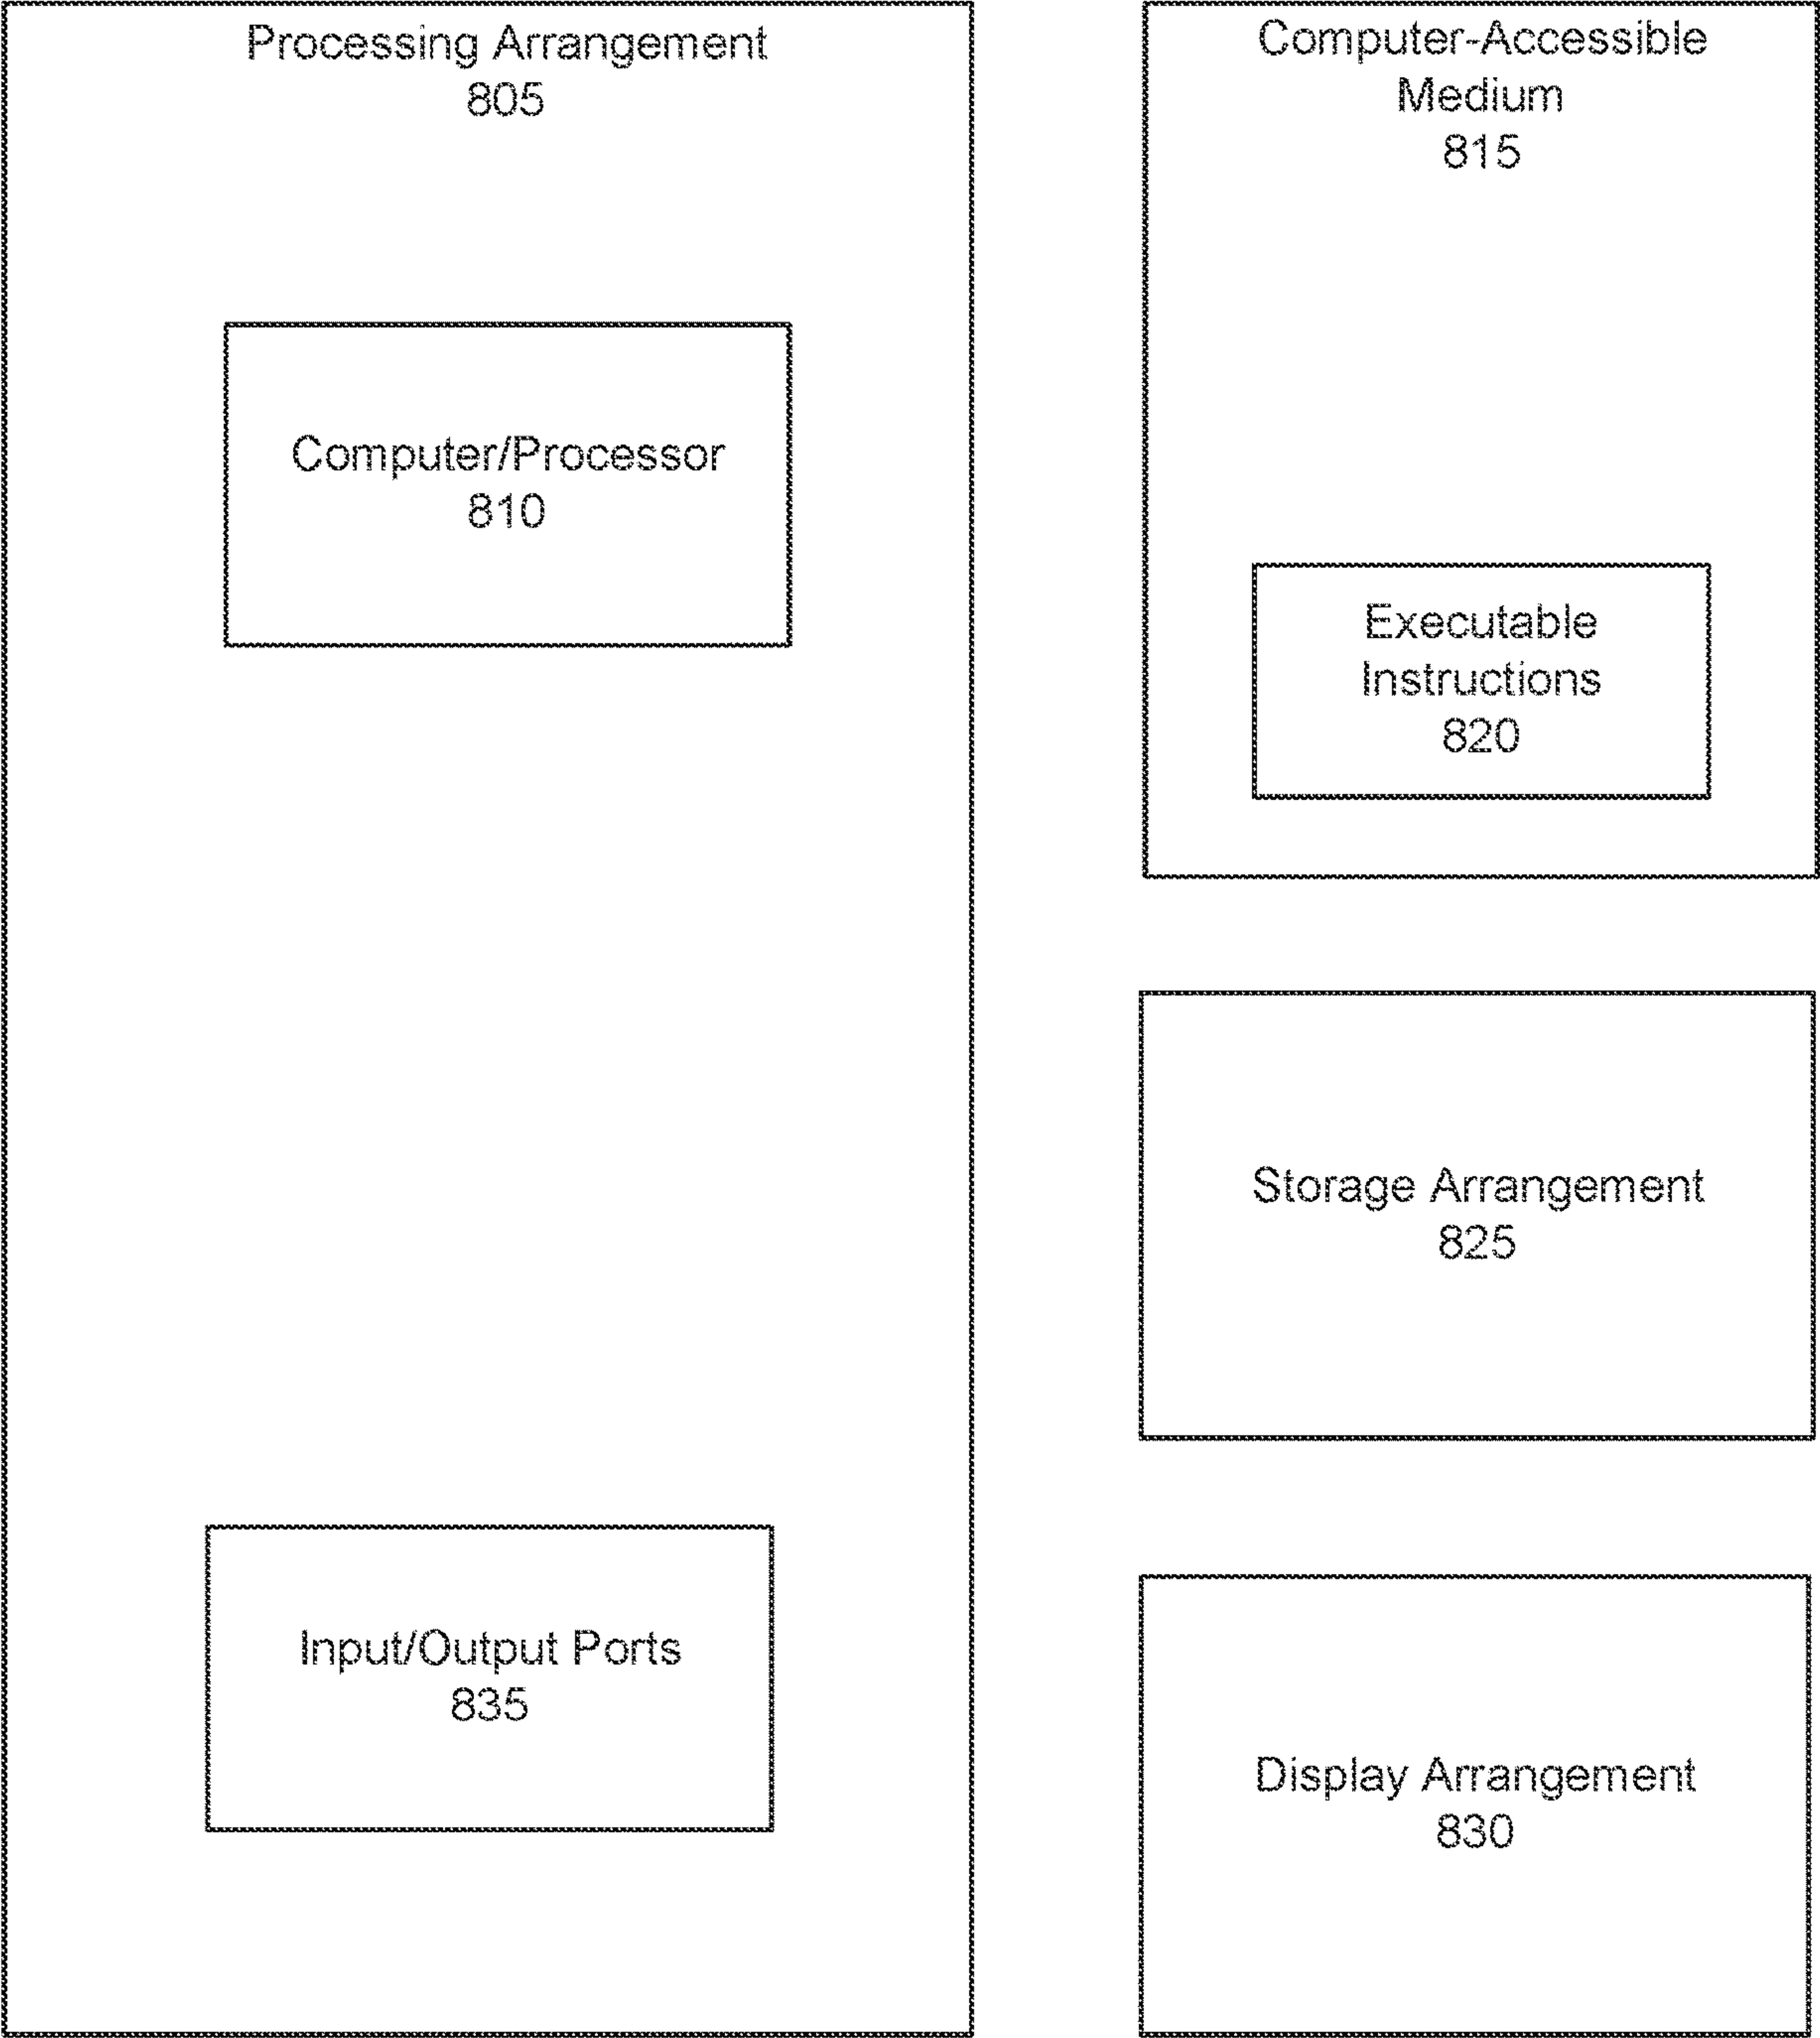 Processing Arrangement
805
Computer/Processor
810
Input/Output Ports
835
Computer-Accessible
Medium
815
Executable
Instructions
820
Storage Arrangement
825
Display Arrangement
830